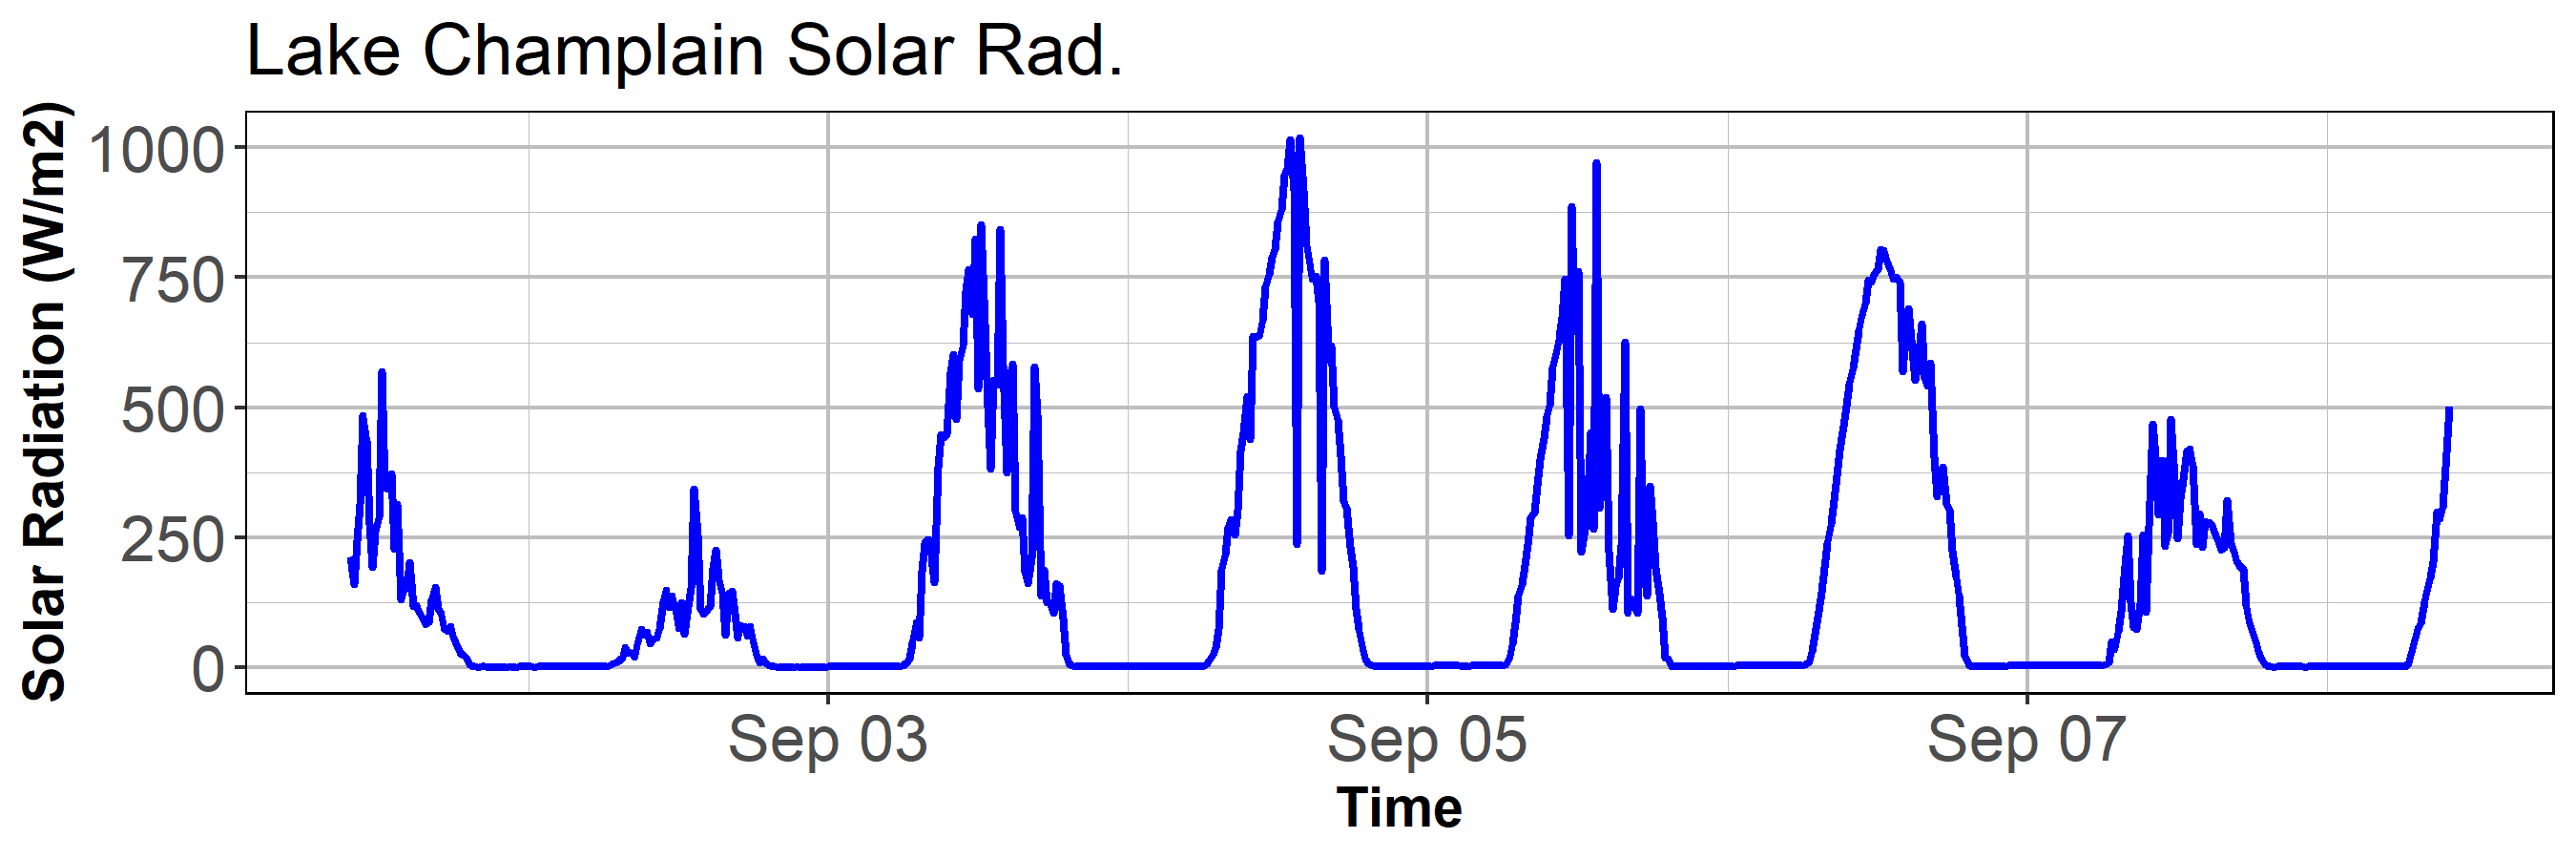 Lake Champlain Solar Rad.
Solar Radiation (W/m2)
1000
750
500
250
0
Sep 03 Sep 05 Sep 07
Time